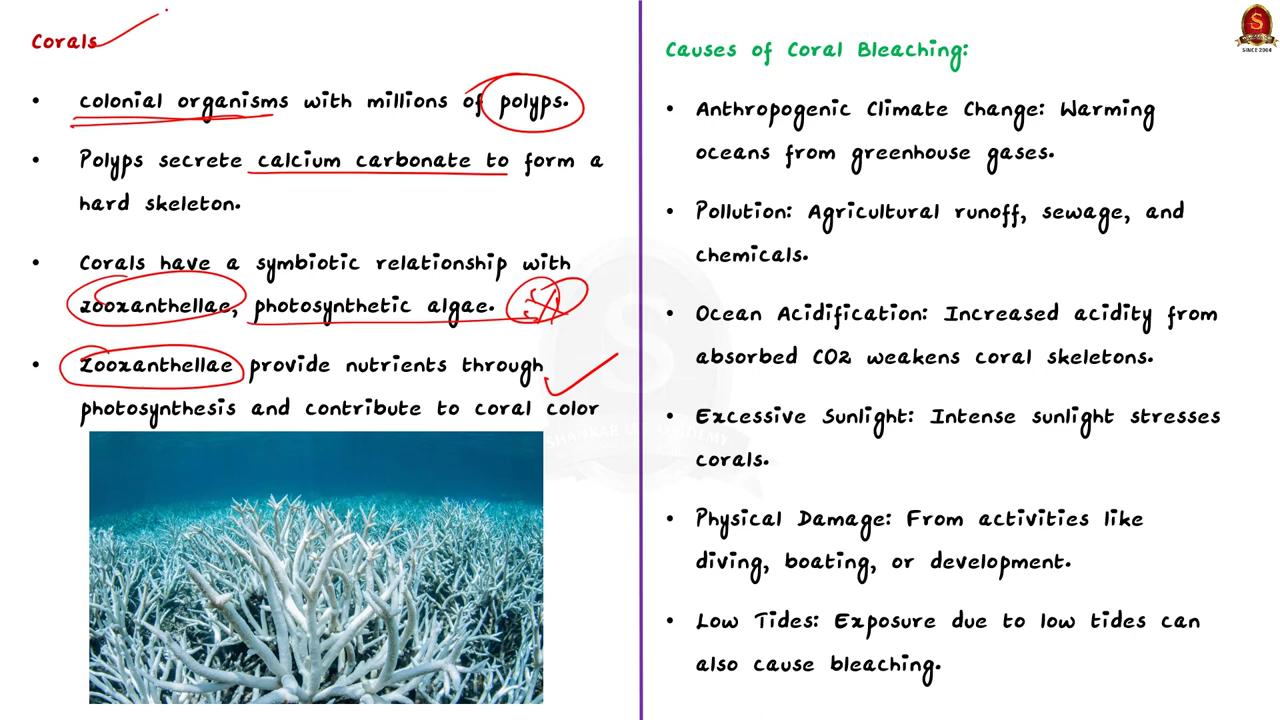 Corals
• colonial organisms with millions of polyps.
• Polyps secrete calcium carbonate to form a
hard skeleton.
• Corals have a symbiotic relationship with
zooxanthellae, photosynthetic algae.
• Zooxanthellae provide nutrients through
photosynthesis and contribute to coral color
Causes of Coral Bleaching:
• Anthropogenic Climate Change: Warming
oceans from greenhouse gases.
• Pollution: Agricultural runoff, sewage, and
chemicals.
• Ocean Acidification: Increased acidity from
absorbed CO2 weakens coral skeletons.
• Excessive Sunlight: Intense sunlight stresses
corals.
• Physical Damage: From activities like
diving, boating, or development.
• Low Tides: Exposure due to low tides can
also cause bleaching.
S
SINCE 2004